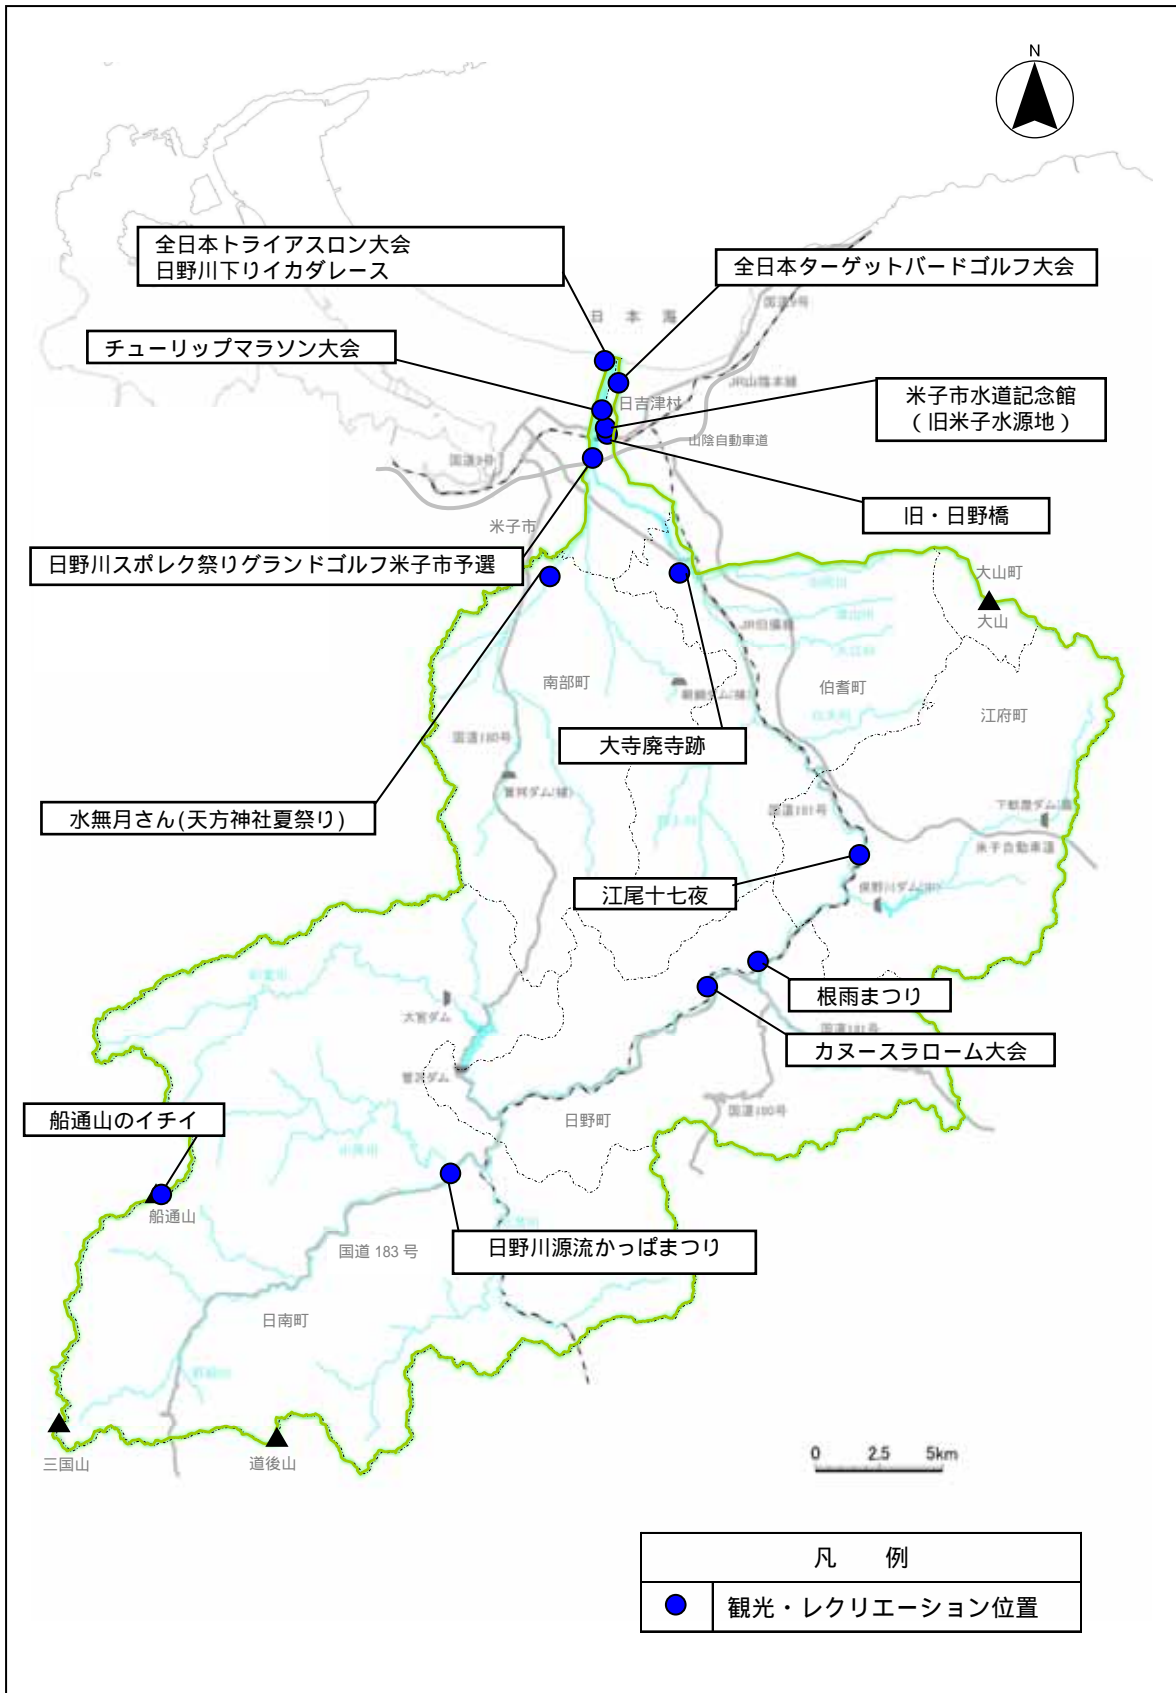 N
全日本トライアスロン大会
日野川下りイカダレース
全日本ターゲットバードゴルフ大会
国道9号
日本海
チューリップマラソン大会
JR山陰本線
日吉津村
米子市水道記念館
(旧米子水源地)
山陰自動車道
国道9号
旧・日野橋
米子市
日野川スポレク祭りグランドゴルフ米子市予選
大山町
大山
JR伯備線
南部町
伯耆町
江府町
国道180号
大寺廃寺跡
水無月さん(天方神社夏祭り)
国道181号
米子自動車道
江尾十七夜
根雨まつり
大宮ダム
国道181号
カヌースラローム大会
菅沢ダム
国道180号
船通山のイチイ
日野町
船通山
日野川源流かっぱまつり
国道183号
日南町
三国山
道後山
0 2.5 5km
凡 例
観光・レクリエーション位置